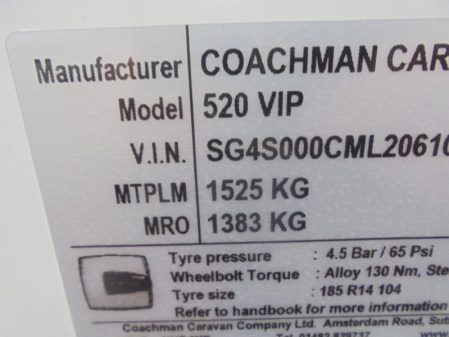 Manufacturer COACHMAN CAR
Model 520 VIP
V.I.N. SG4S000CML20610
MTPLM 1525 KG
MRO 1383 KG
Tyre pressure : 4.5 Bar / 65 Psi
Wheelbolt Torque : Alloy 130 Nm, Ste
Tyre size : 185 R14 104
Refer to handbook for more information
Coachman Caravan Company Ltd. Amsterdam Road, Sut